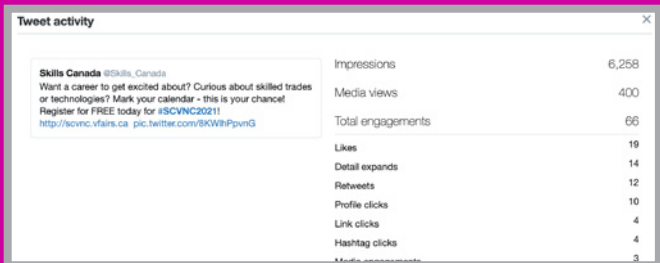 Tweet activity
Skills Canada @Skills_Canada
Want a career to get excited about? Curious about skilled trades
or technologies? Mark your calendar - this is your chance!
Register for FREE today for #SCVNC2021!
http://scvnc.vfairs.ca pic.twitter.com/8KWlhPpvnG
Impressions 6,258
Media views 400
Total engagements 66
Likes 19
Detail expands 14
Retweets 12
Profile clicks 10
Link clicks 4
Hashtag clicks 4
Media engagements 3